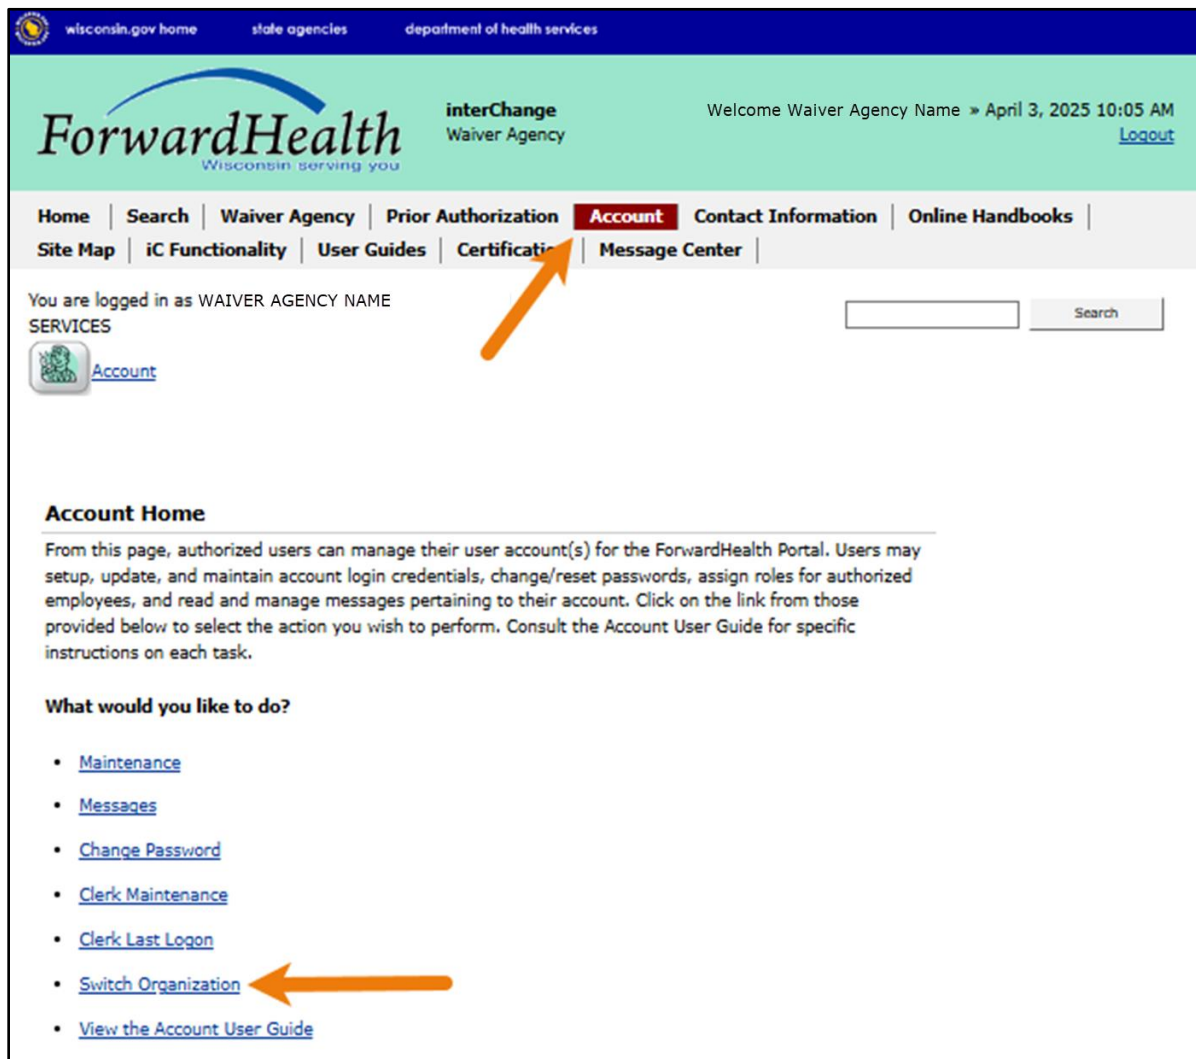 wisconsin.gov home state agencies department of health services
ForwardHealth
Wisconsin serving you
interChange
Waiver Agency
Welcome Waiver Agency Name » April 3, 2025 10:05 AM
Logout
Home Search Waiver Agency Prior Authorization Account Contact Information Online Handbooks
Site Map iC Functionality User Guides Certification Message Center
You are logged in as WAIVER AGENCY NAME
SERVICES
Search
Account
Account Home
From this page, authorized users can manage their user account(s) for the ForwardHealth Portal. Users may
setup, update, and maintain account login credentials, change/reset passwords, assign roles for authorized
employees, and read and manage messages pertaining to their account. Click on the link from those
provided below to select the action you wish to perform. Consult the Account User Guide for specific
instructions on each task.
What would you like to do?
• Maintenance
• Messages
• Change Password
• Clerk Maintenance
• Clerk Last Logon
• Switch Organization
• View the Account User Guide